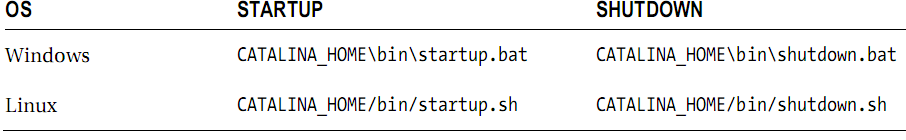 OS STARTUP SHUTDOWN
Windows CATALINA_HOME\bin\startup.bat CATALINA_HOME\bin\shutdown.bat
Linux CATALINA_HOME/bin/startup.sh CATALINA_HOME/bin/shutdown.sh